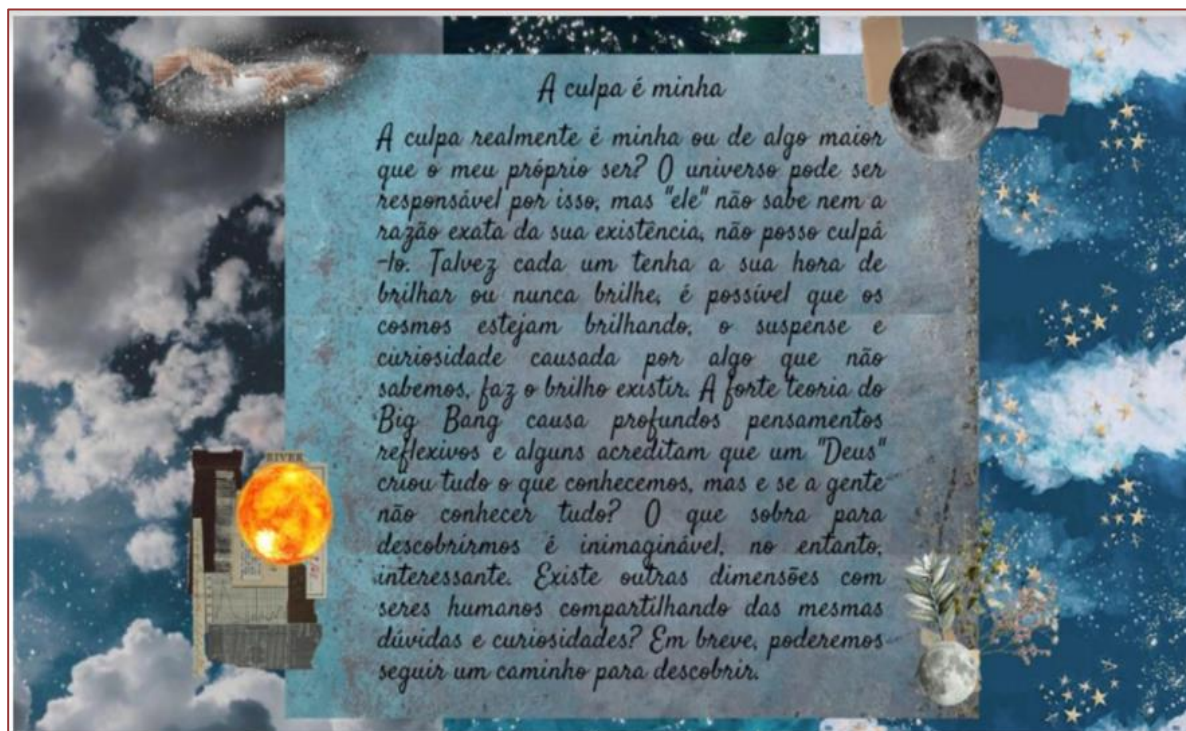 A culpa é minha
A culpa realmente é minha ou de algo maior
que o meu próprio ser? O universo pode ser
responsável por isso, mas "ele" não sabe nem a
razão exata da sua existência, não posso culpá
-lo. Talvez cada um tenha a sua hora de
brilhar ou nunca brilhe, é possível que os
cosmos estejam brilhando, o suspense e
curiosidade causada por algo que não
sabemos, faz o brilho existir. A forte teoria do
Big Bang causa profundos pensamentos
reflexivos e alguns acreditam que um "Deus"
criou tudo o que conhecemos, mas e se a gente
não conhecer tudo? O que sobra para
descobrirmos é inimaginável, no entanto,
interessante. Existe outras dimensões com
seres humanos compartilhando das mesmas
dúvidas e curiosidades? Em breve, poderemos
seguir um caminho para descobrir.